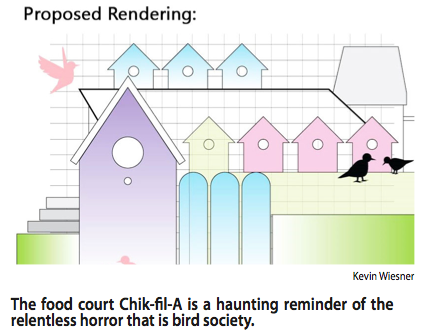 Proposed Rendering:
Kevin Wiesner
The food court Chik-fil-A is a haunting reminder of the
relentless horror that is bird society.